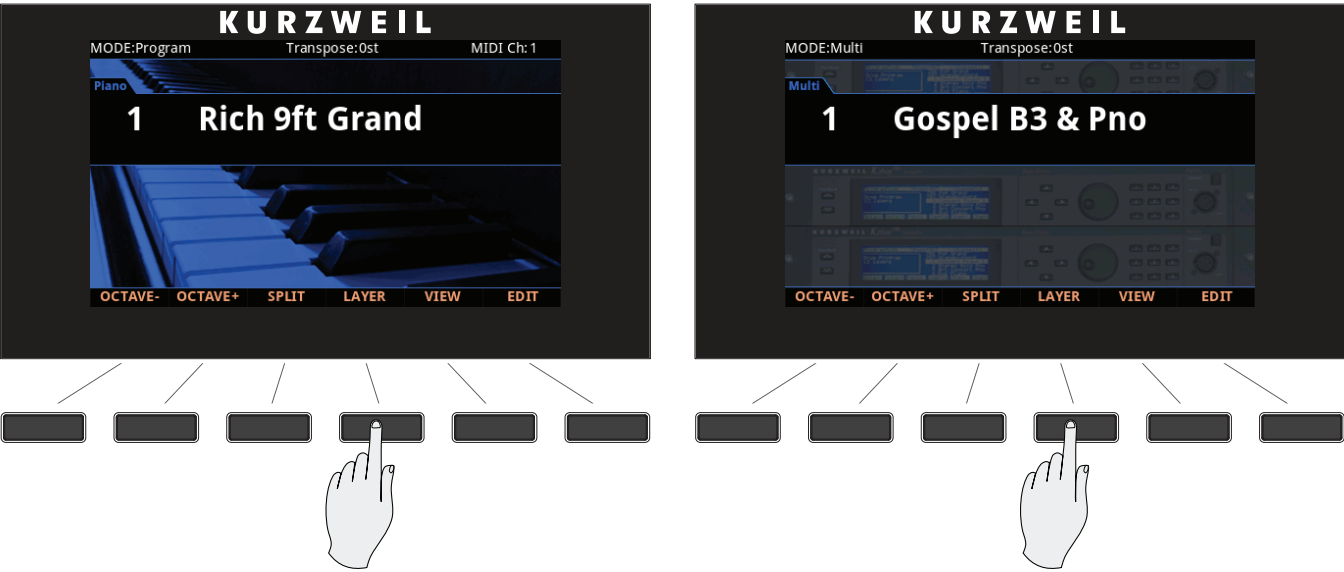 KURZWEIL
MODE:Program Transpose:0st MIDI Ch:1
Piano
1 Rich 9ft Grand
OCTAVE- OCTAVE+ SPLIT LAYER VIEW EDIT
KURZWEIL
MODE:Multi Transpose:0st
Multi
1 Gospel B3 & Pno
OCTAVE- OCTAVE+ SPLIT LAYER VIEW EDIT